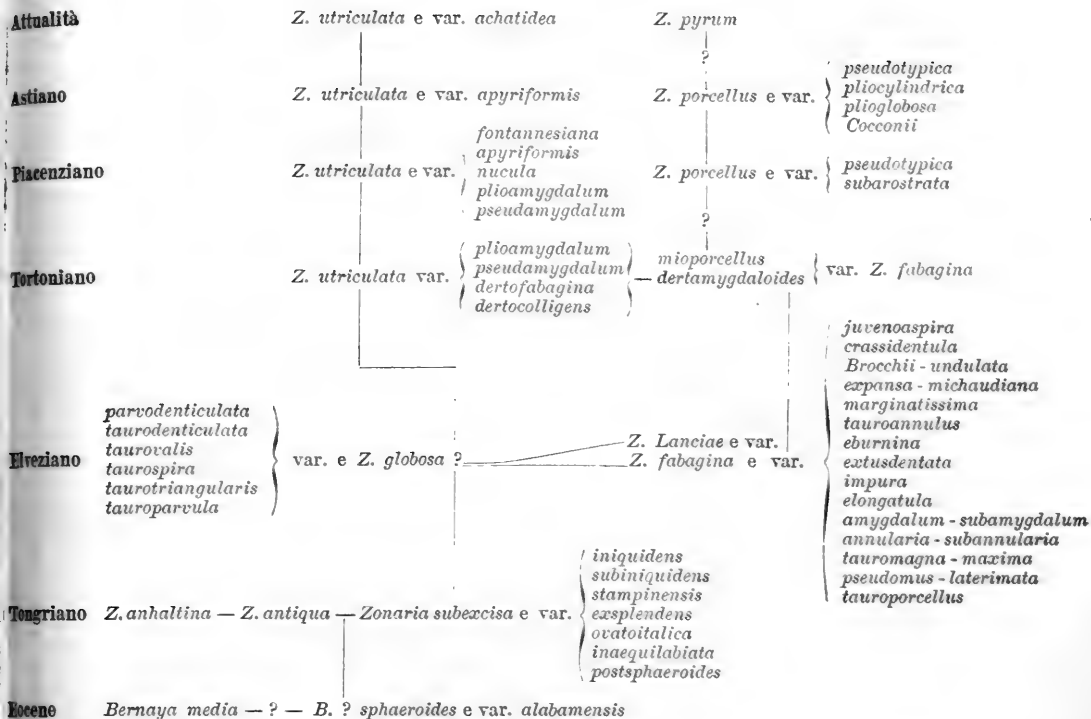 Attualità Z. utriculata e var. achatidea Z. pyrum
?
Astiano Z. utriculata e var. apyriformis Z. porcellus e var.
pseudotypica
pliocylindrica
plioglobosa
Cocconii
Piacenziano Z. utriculata e var.
fontannesiana
apyriformis
nucula
plioamygdalum
pseudamygdalum
Z. porcellus e var.
pseudotypica
subarostrata
?
Tortoniano Z. utriculata var.
plioamygdalum
pseudamygdalum
dertofabagina
dertocolligens
— mioporcellus
dertamygdaloides
var. Z. fabagina
Elveziano
parvodenticulata
taurodenticulata
taurovalis
taurospira
taurotriangularis
tauroparvula
var. e Z. globosa ?
Z. Lanciae e var.
Z. fabagina e var.
juvenoaspira
crassidentula
Brocchii - undulata
expansa - michaudiana
marginatissima
tauroannulus
eburnina
extusdentata
impura
elongatula
amygdalum - subamygdalum
annularia - subannularia
tauromagna - maxima
pseudomus - laterimata
tauroporcellus
Tongriano Z. anhaltina — Z. antiqua — Zonaria subexcisa e var.
iniquidens
subiniquidens
stampinensis
exsplendens
ovatoitalica
inaequilabiata
postsphaeroides
Eocene Bernaya media — ? — B. ? sphaeroides e var. alabamensis